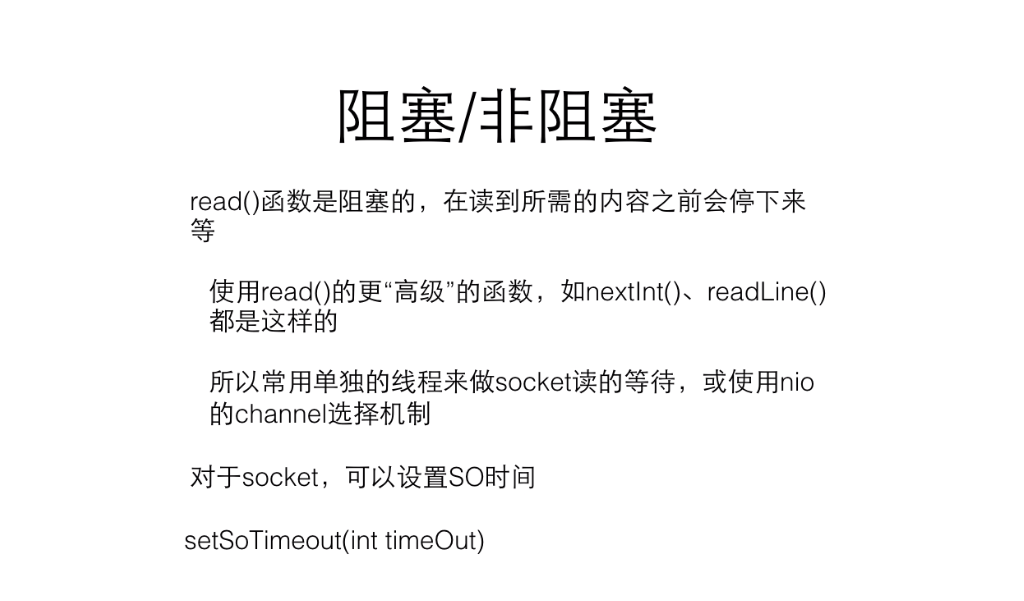 阻塞/非阻塞
read()函数是阻塞的，在读到所需的内容之前会停下来
等
使用read()的更“高级”的函数，如nextInt()、readLine()
都是这样的
所以常用单独的线程来做socket读的等待，或使用nio
的channel选择机制
对于socket，可以设置SO时间
setSoTimeout(int timeOut)